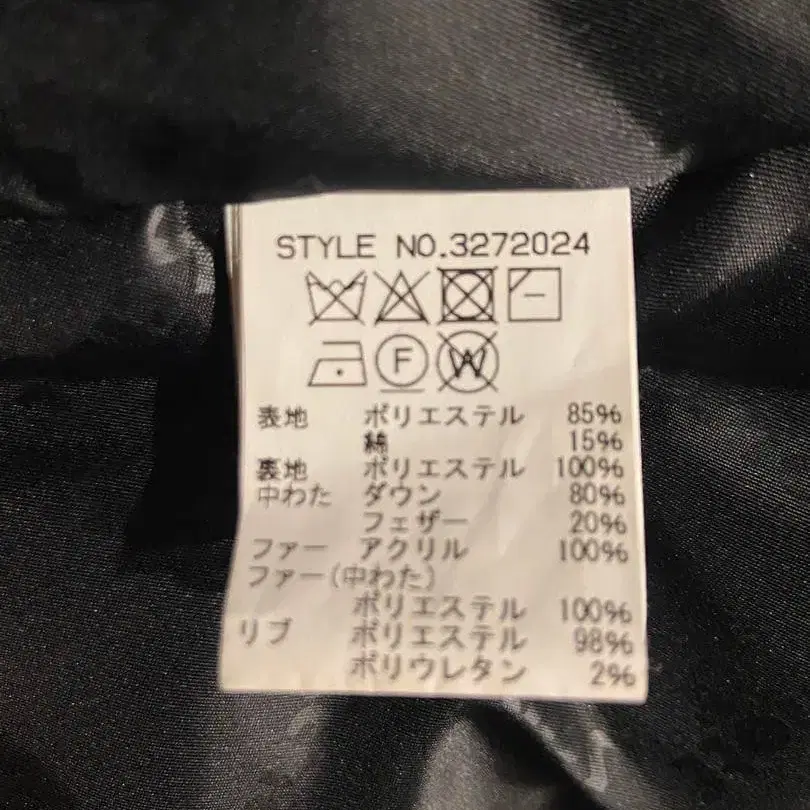 STYLE NO.3272024
F W
表地 ポリエステル 85%
綿 15%
裏地 ポリエステル 100%
中わた ダウン 80%
フェザー 20%
ファー アクリル 100%
ファー(中わた)
ポリエステル 100%
リブ ポリエステル 98%
ポリウレタン 2%